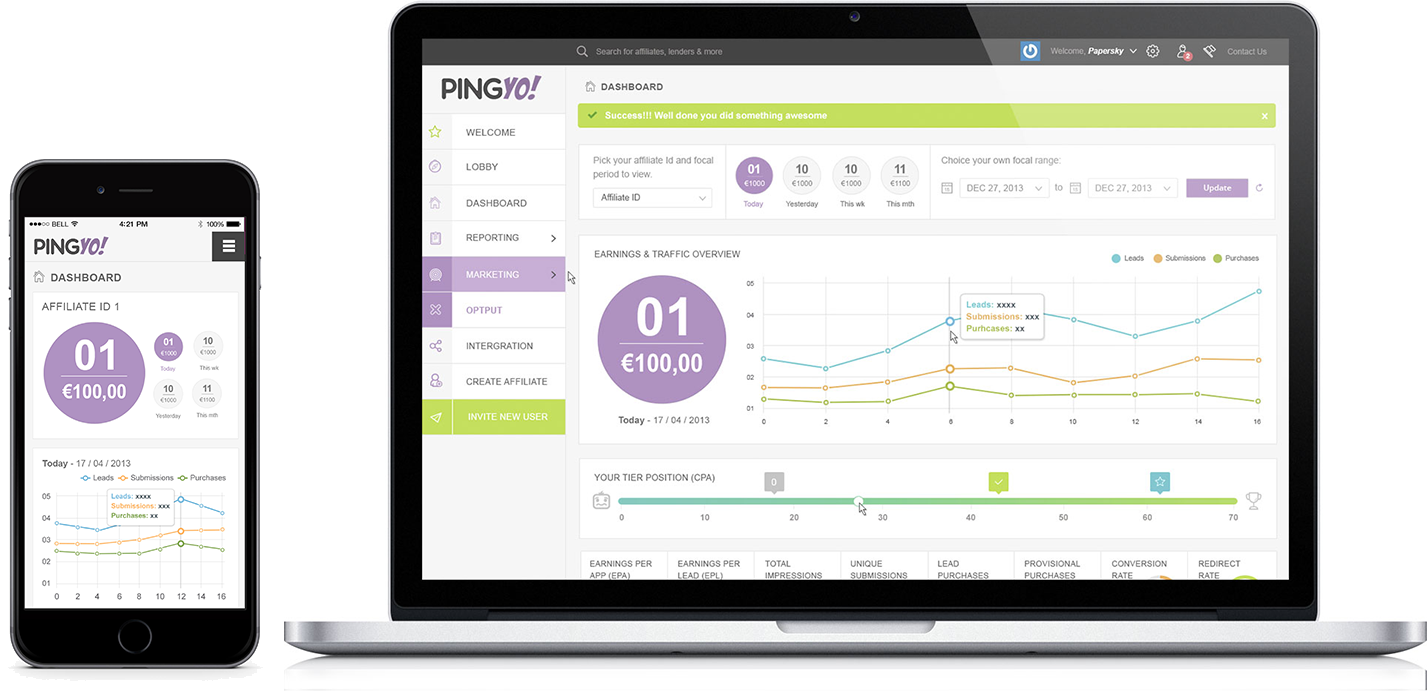 BELL
4:21 PM
100%
PINGYO!
DASHBOARD
AFFILIATE ID 1
01
€100,00
01
€1000
Today
10
€1000
This wk
10
€1000
Yesterday
11
€1100
This mth
Today - 17 / 04 / 2013
Leads Submissions Purchases
Leads: xxxx
Submissions: xxx
Purchases: xx
05
04
03
02
01
0 2 4 6 8 10 12 14 16
Search for affiliates, lenders & more
Welcome, Papersky
2
Contact Us
PINGYO!
WELCOME
LOBBY
DASHBOARD
REPORTING
MARKETING
OPTPUT
INTERGRATION
CREATE AFFILIATE
INVITE NEW USER
DASHBOARD
Success!!! Well done you did something awesome
x
Pick your affiliate Id and focal
period to view.
Affiliate ID
01
€1000
Today
10
€1000
Yesterday
10
€1000
This wk
11
€1100
This mth
Choice your own focal range:
DEC 27, 2013 to DEC 27, 2013 Update
EARNINGS & TRAFFIC OVERVIEW
Leads Submissions Purchases
01
€100,00
Today - 17 / 04 / 2013
05
04
03
02
01
Leads: xxxx
Submissions: xxx
Purhcases: xx
0 2 4 6 8 10 12 14 16
YOUR TIER POSITION (CPA)
0
0 10 20 30 40 50 60 70
EARNINGS PER
APP (EPA)
EARNINGS PER
LEAD (EPL)
TOTAL
IMPRESSIONS
UNIQUE
SUBMISSIONS
LEAD
PURCHASES
PROVISIONAL
PURCHASES
CONVERSION
RATE
REDIRECT
RATE